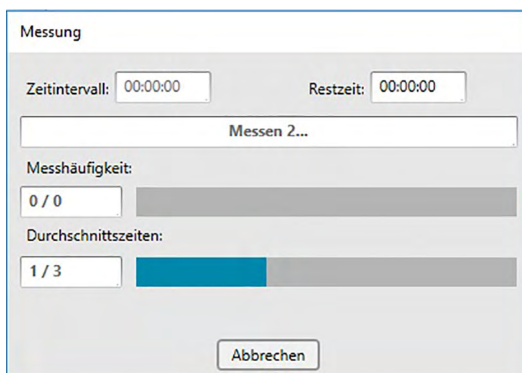 Messung
Zeitintervall: 00:00:00 Restzeit: 00:00:00
Messen 2...
Messhäufigkeit:
0 / 0
Durchschnittszeiten:
1 / 3
Abbrechen